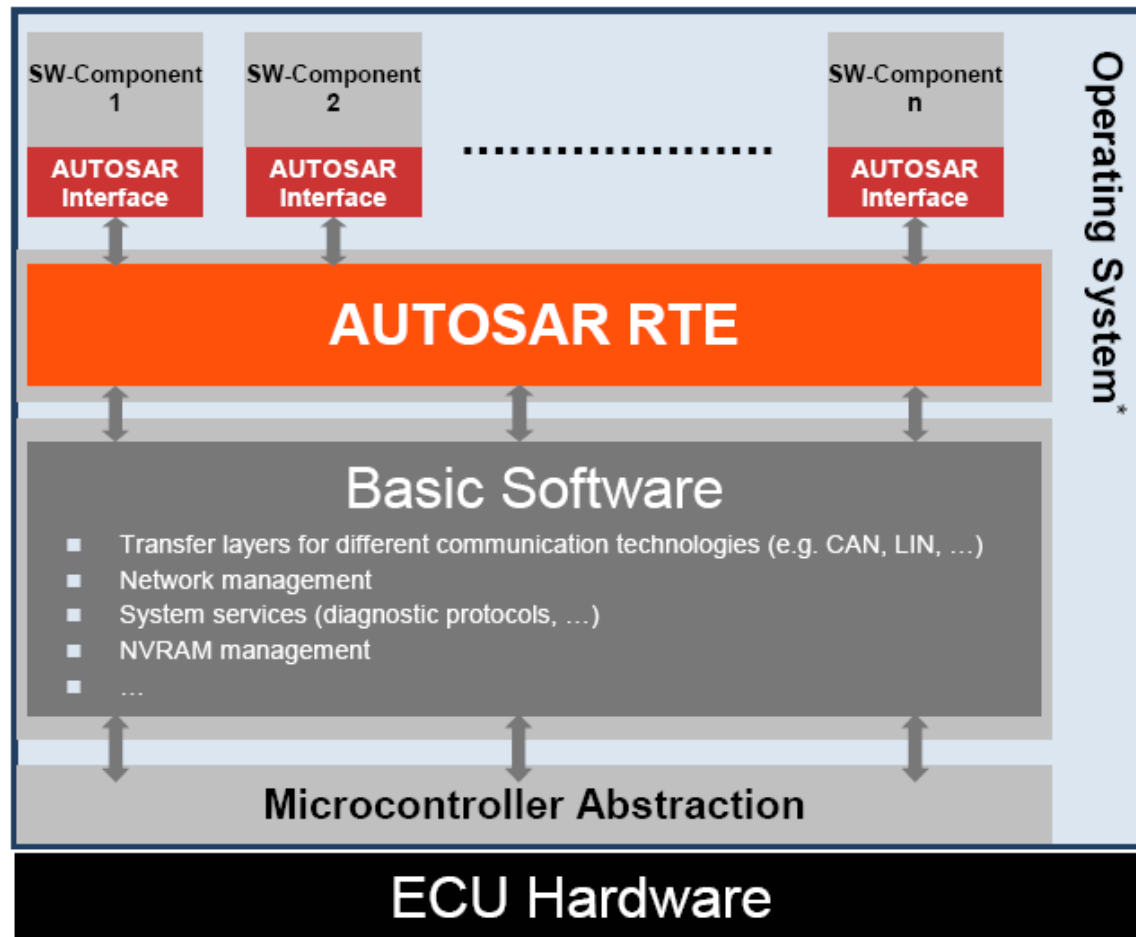 SW-Component
1
AUTOSAR
Interface
SW-Component
2
AUTOSAR
Interface
.....................
SW-Component
n
AUTOSAR
Interface
Operating System*
AUTOSAR RTE
Basic Software
■ Transfer layers for different communication technologies (e.g. CAN, LIN, …)
■ Network management
■ System services (diagnostic protocols, …)
■ NVRAM management
■ …
Microcontroller Abstraction
ECU Hardware